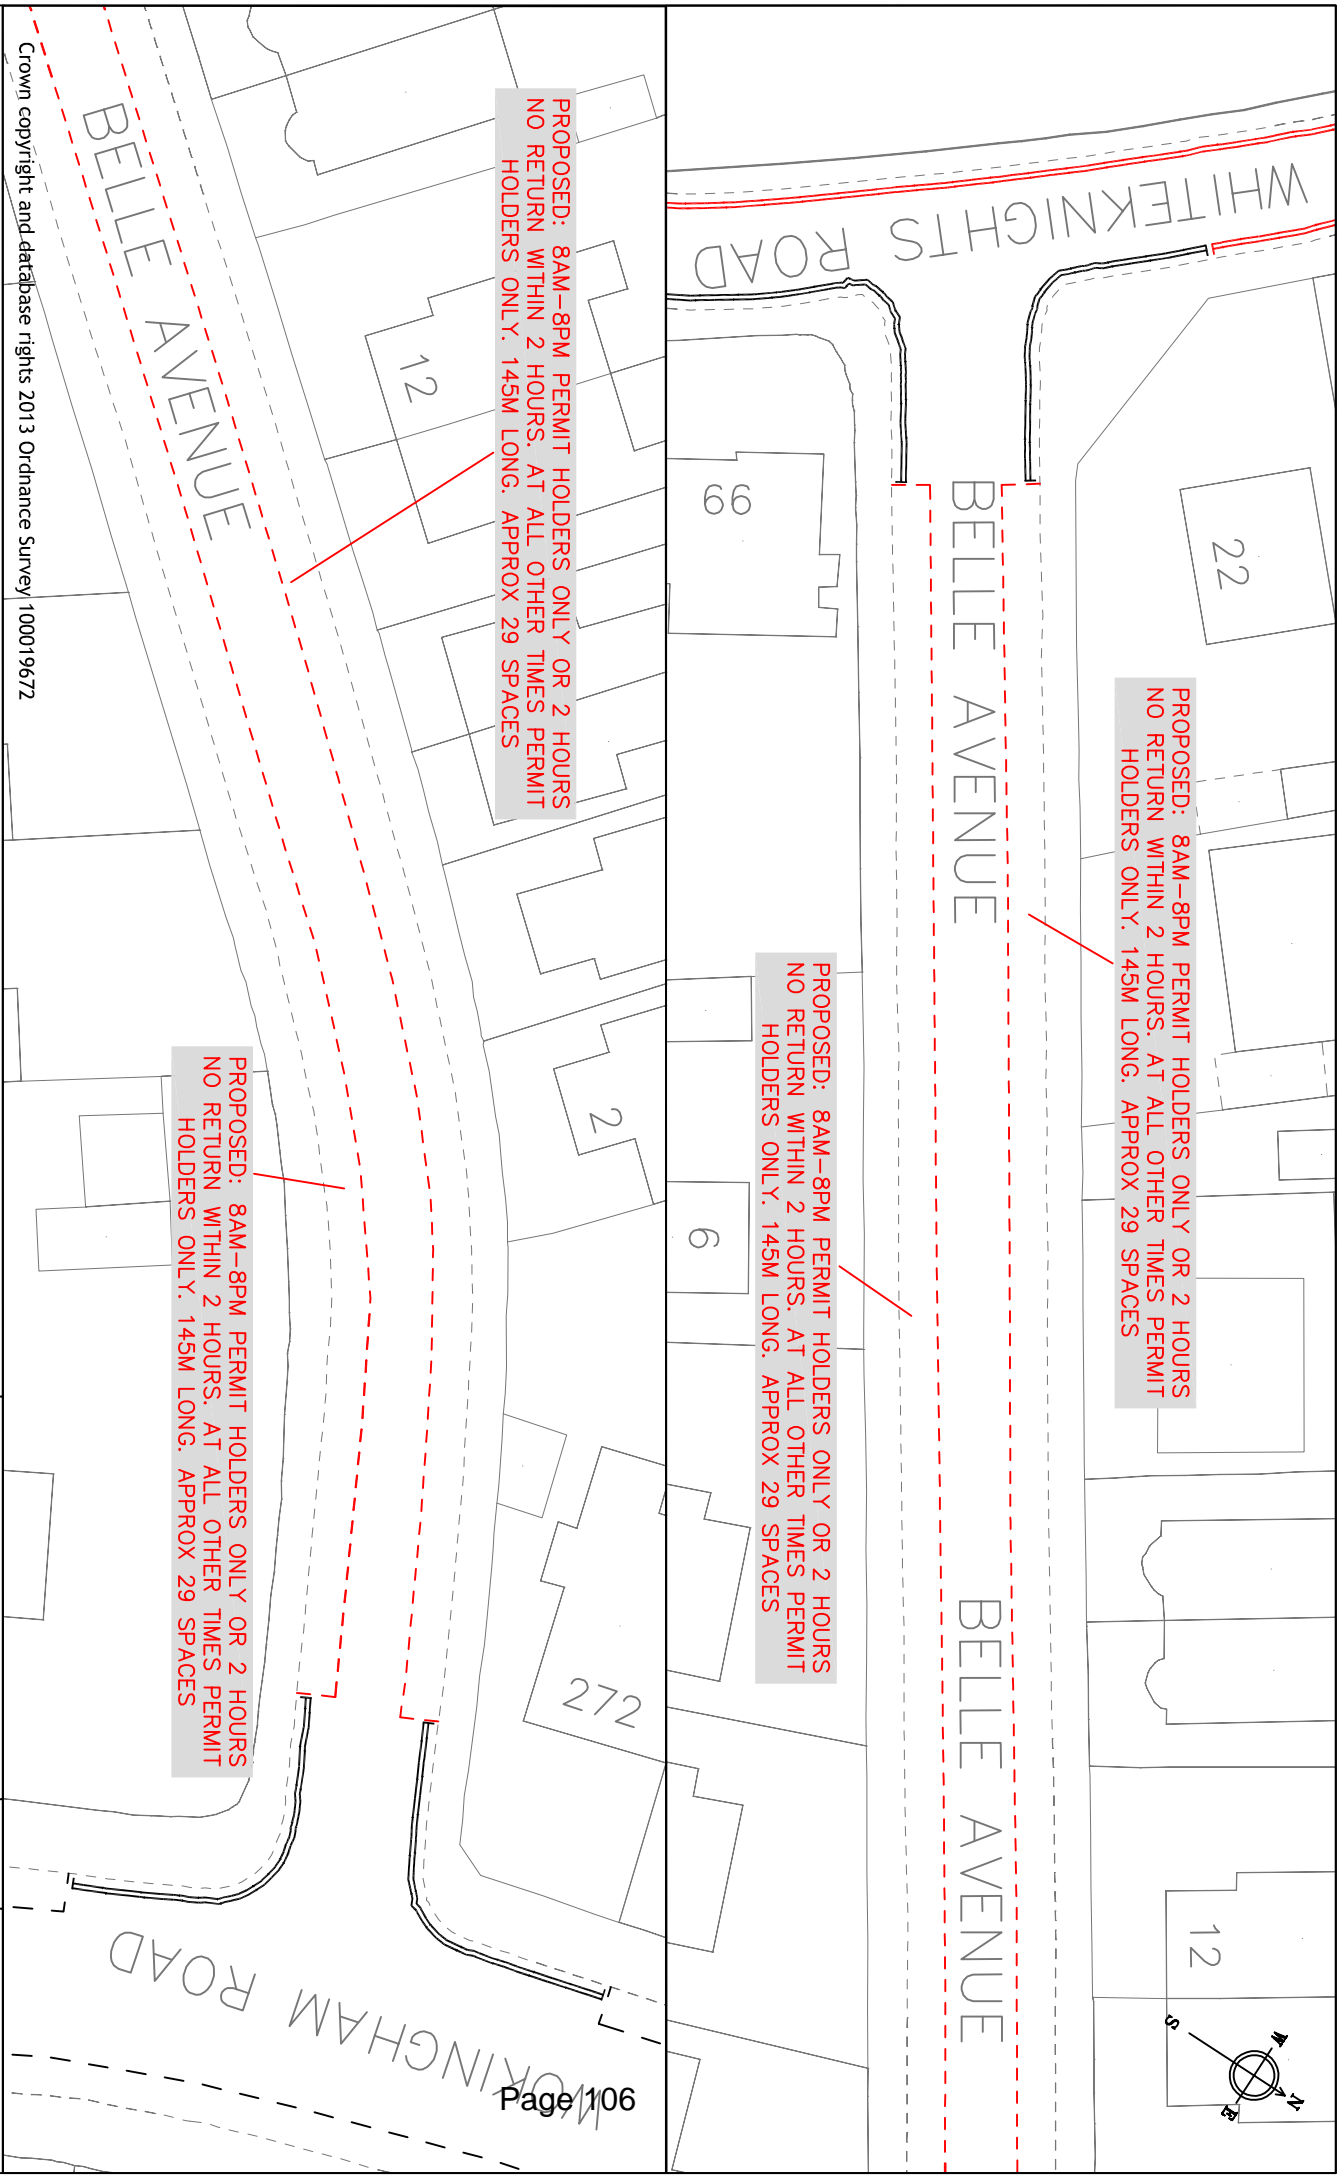 WHITEKNIGHTS ROAD
66
22
BELLE AVENUE
PROPOSED: 8AM-8PM PERMIT HOLDERS ONLY OR 2 HOURS
NO RETURN WITHIN 2 HOURS. AT ALL OTHER TIMES PERMIT
HOLDERS ONLY. 145M LONG. APPROX 29 SPACES
PROPOSED: 8AM-8PM PERMIT HOLDERS ONLY OR 2 HOURS
NO RETURN WITHIN 2 HOURS. AT ALL OTHER TIMES PERMIT
HOLDERS ONLY. 145M LONG. APPROX 29 SPACES
6
BELLE AVENUE
12
S
W
N
E
BELLE AVENUE
12
PROPOSED: 8AM-8PM PERMIT HOLDERS ONLY OR 2 HOURS
NO RETURN WITHIN 2 HOURS. AT ALL OTHER TIMES PERMIT
HOLDERS ONLY. 145M LONG. APPROX 29 SPACES
2
PROPOSED: 8AM-8PM PERMIT HOLDERS ONLY OR 2 HOURS
NO RETURN WITHIN 2 HOURS. AT ALL OTHER TIMES PERMIT
HOLDERS ONLY. 145M LONG. APPROX 29 SPACES
272
WOKINGHAM ROAD
Crown copyright and database rights 2013 Ordnance Survey 100019672
Page 106